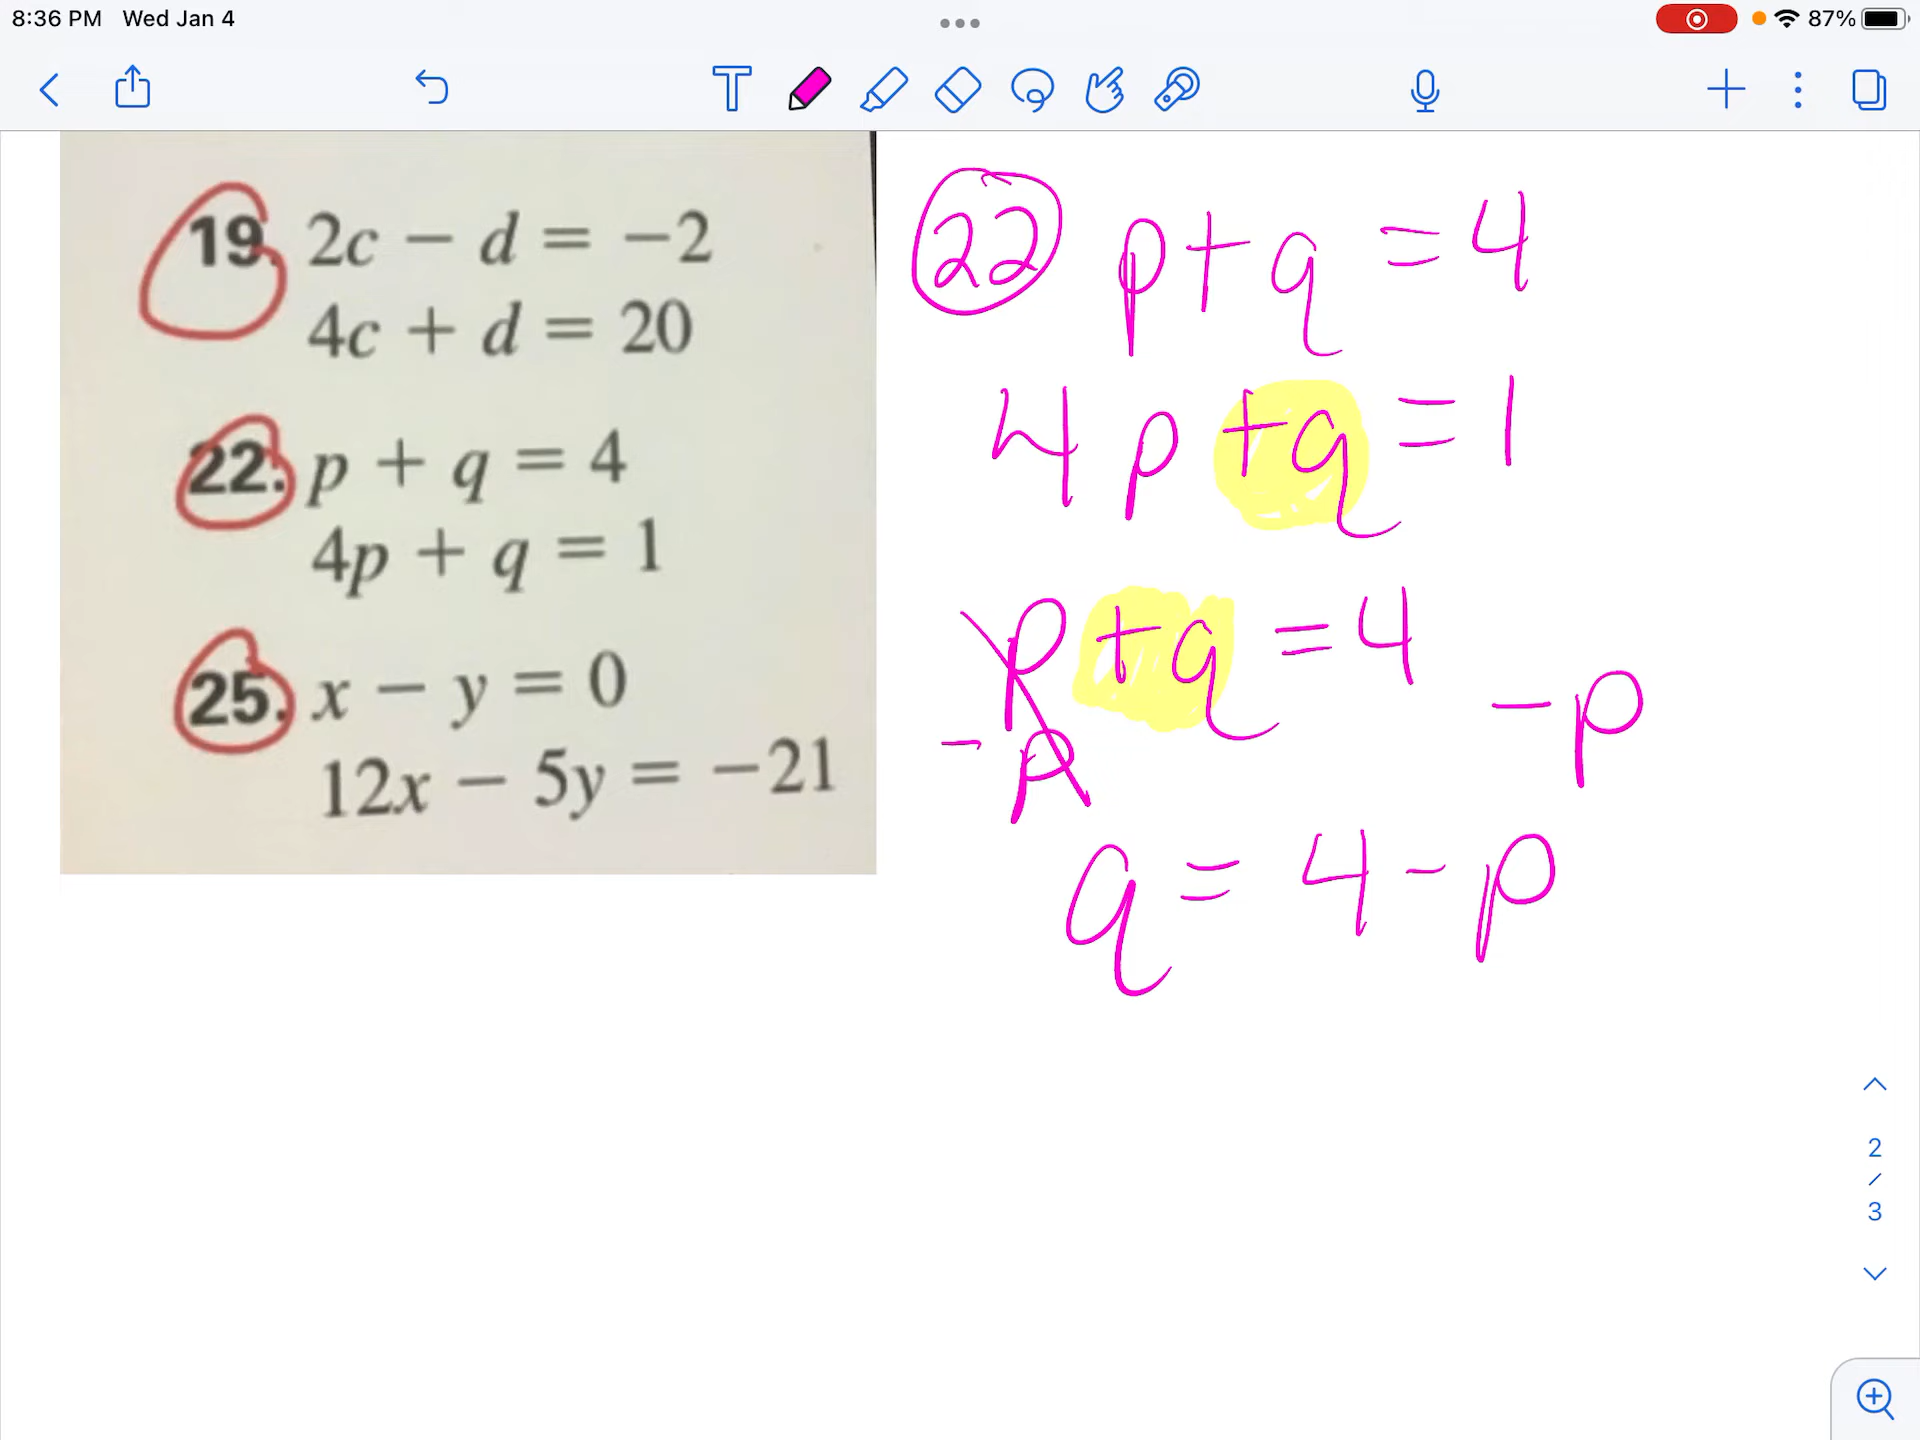 8:36 PM Wed Jan 4
87%
T
19. 2c − d = −2
4c + d = 20
22. p + q = 4
4p + q = 1
25. x − y = 0
12x − 5y = −21
22 p + q = 4
4p + q = 1
p + q = 4
- p - p
q = 4 - p
2
/
3